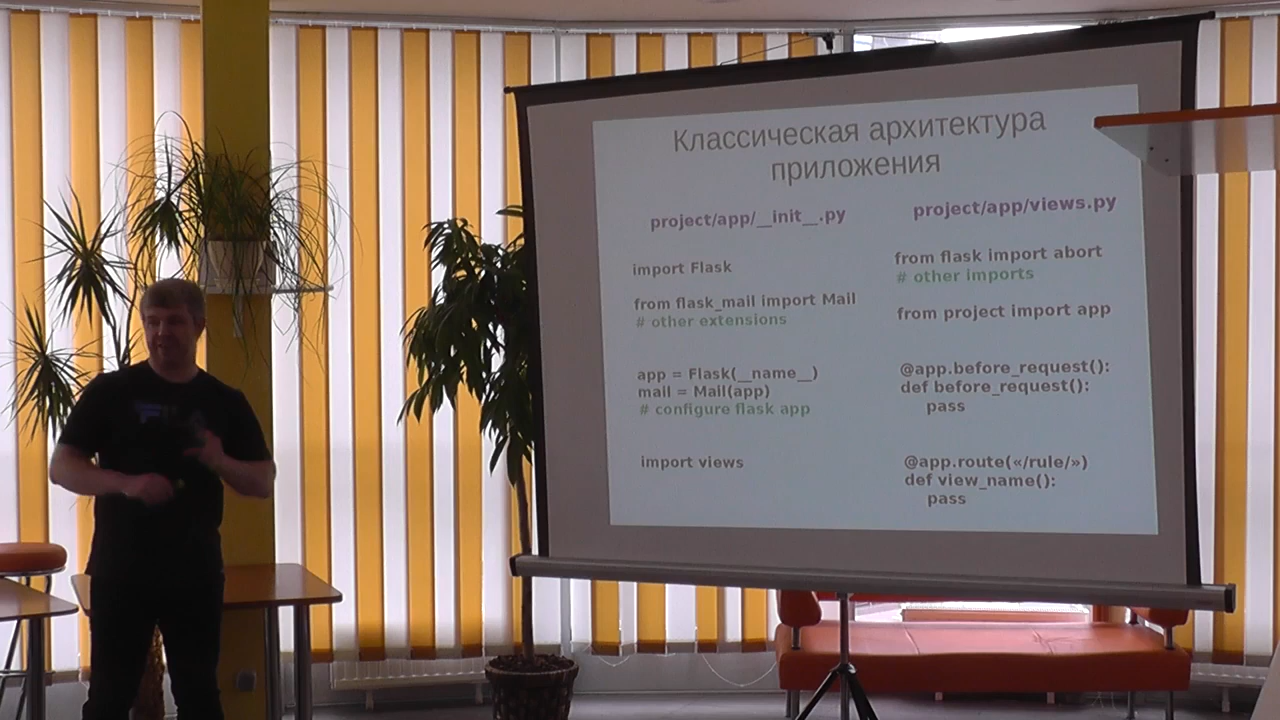 Классическая архитектура
приложения
project/app/__init__.py
import Flask
from flask_mail import Mail
# other extensions
app = Flask(__name__)
mail = Mail(app)
# configure flask app
import views
project/app/views.py
from flask import abort
# other imports
from project import app
@app.before_request():
def before_request():
pass
@app.route(«/rule/»)
def view_name():
pass